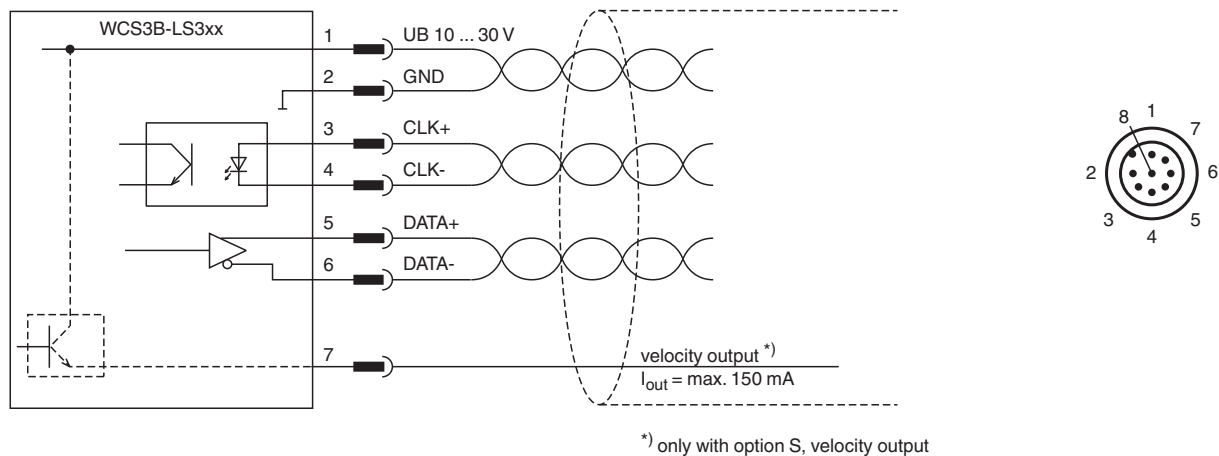 WCS3B-LS3xx
1 UB 10 ... 30 V
2 GND
3 CLK+
4 CLK-
5 DATA+
6 DATA-
7 velocity output *)
Iout = max. 150 mA
*) only with option S, velocity output
8 1 7
2 6
3 5
4